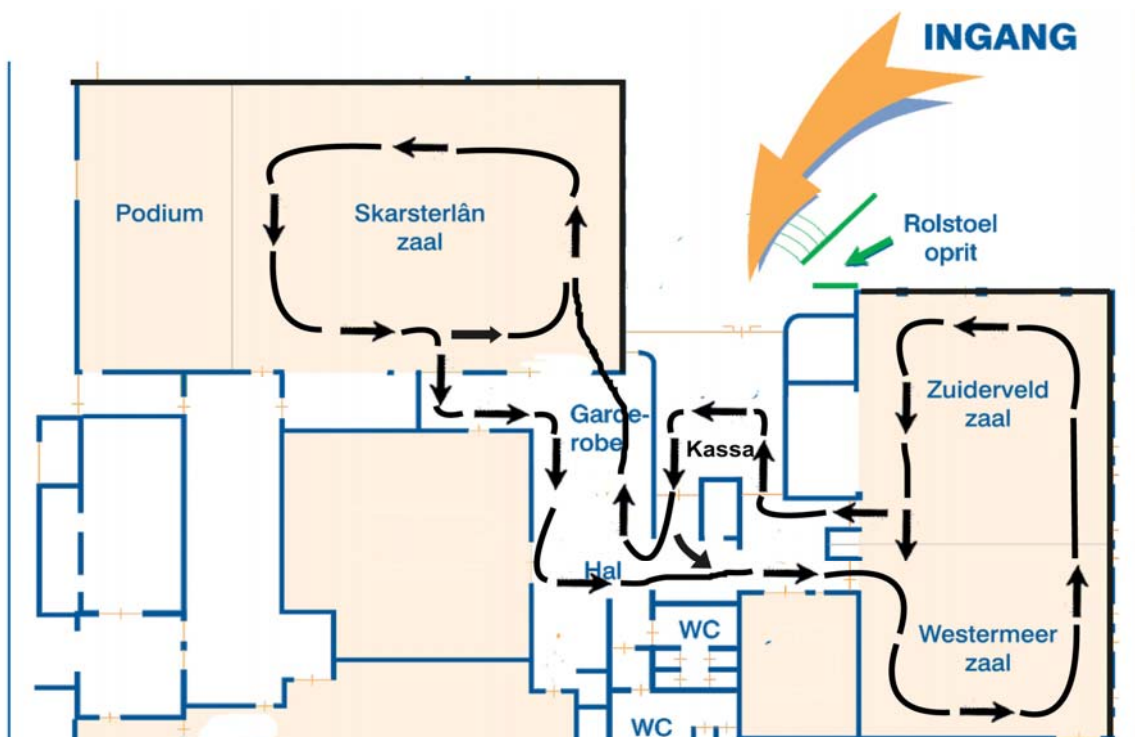 INGANG
Podium
Skarsterlân
zaal
Rolstoel
oprit
Zuiderveld
zaal
Garde-
robe
Kassa
Hal
WC
Westermeer
zaal
WC